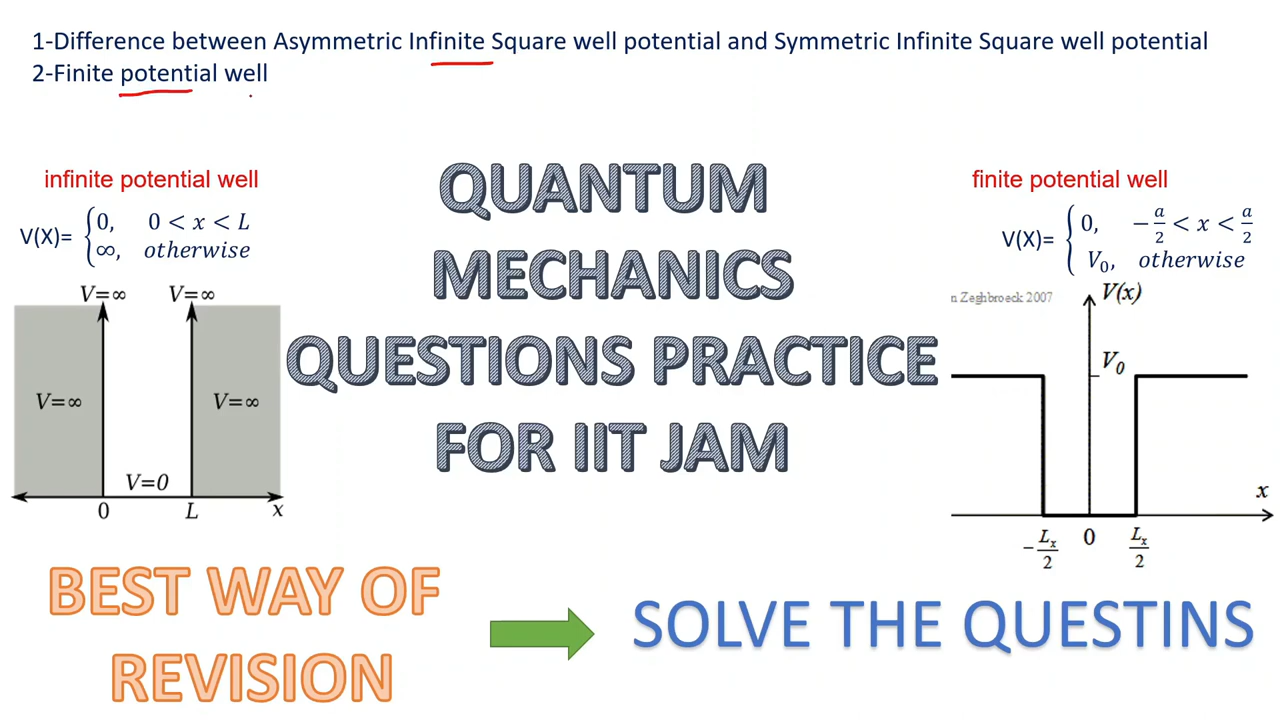 1-Difference between Asymmetric Infinite Square well potential and Symmetric Infinite Square well potential
2-Finite potential well
infinite potential well
V(X)= {0, 0 < x < L
∞, otherwise
V=∞ V=∞
V=∞ V=∞
V=0
0 L x
QUANTUM
MECHANICS
QUESTIONS PRACTICE
FOR IIT JAM
finite potential well
V(X)= {0, −a/2 < x < a/2
V₀, otherwise
n Zeghbroeck 2007
V(x)
V₀
x
−Lₓ/2 0 Lₓ/2
BEST WAY OF
REVISION
SOLVE THE QUESTINS